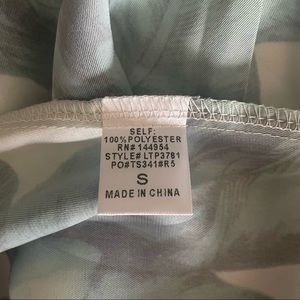 SELF:
100%POLYESTER
RN# 144954
STYLE# LTP3781
PO#TS341#R5
S
MADE IN CHINA